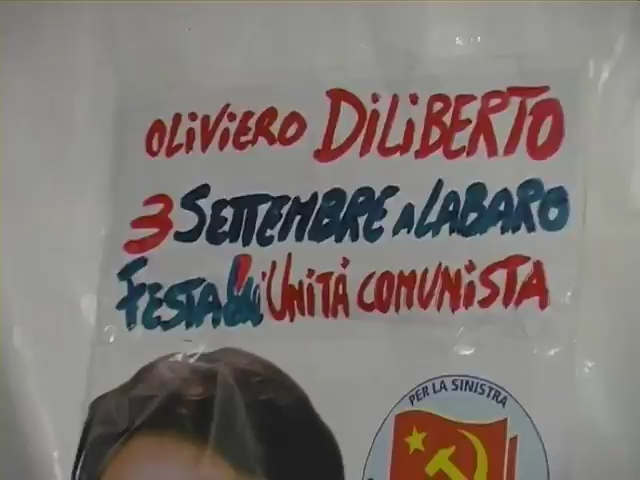 OLiViERO DiLiBERTO
3 SETTEMBRE A LABARO
FESTA dell'UNiTÀ COMUNiSTA
PER LA SINISTRA